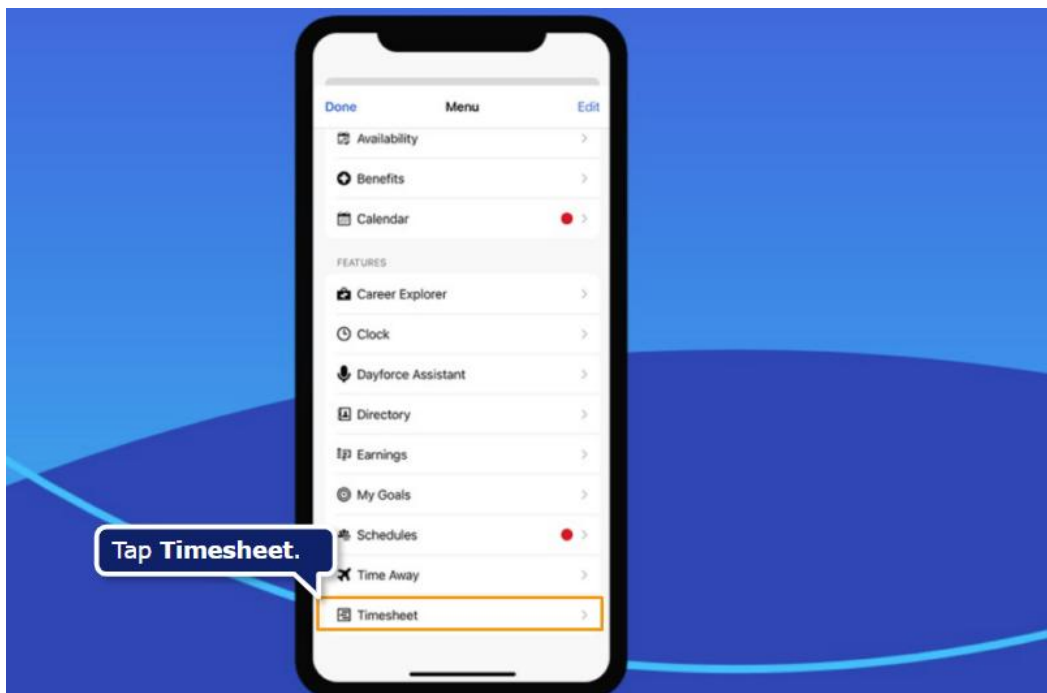 Done Menu Edit
Availability
Benefits
Calendar
FEATURES
Career Explorer
Clock
Dayforce Assistant
Directory
Earnings
My Goals
Schedules
Tap Timesheet.
Time Away
Timesheet